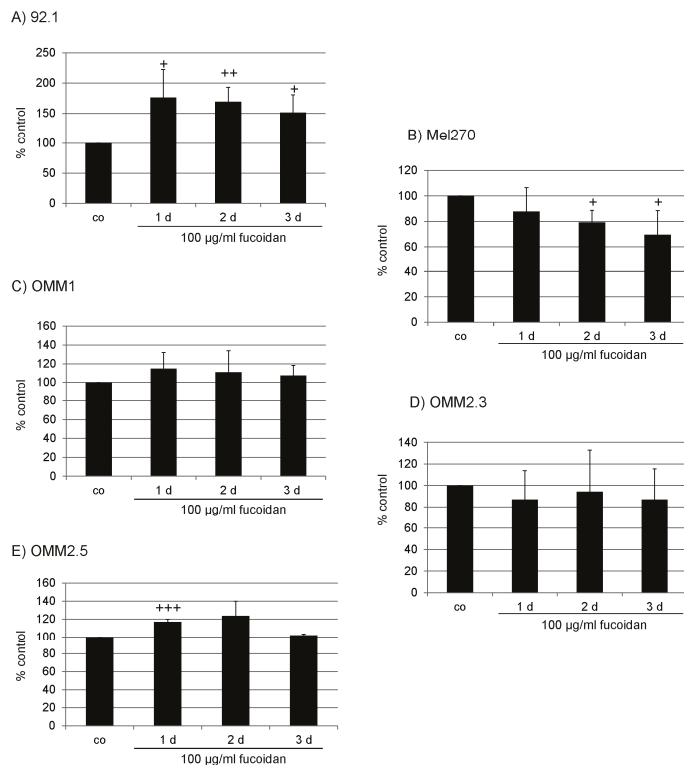 A) 92.1
250
200
150
100
50
0
% control
+
++
+
co 1 d 2 d 3 d
100 µg/ml fucoidan
B) Mel270
120
100
80
60
40
20
0
% control
+
+
co 1 d 2 d 3 d
100 µg/ml fucoidan
C) OMM1
160
140
120
100
80
60
40
20
0
% control
co 1 d 2 d 3 d
100 µg/ml fucoidan
D) OMM2.3
140
120
100
80
60
40
20
0
% control
co 1 d 2 d 3 d
100 µg/ml fucoidan
E) OMM2.5
160
140
120
100
80
60
40
20
0
% control
+++
co 1 d 2 d 3 d
100 µg/ml fucoidan